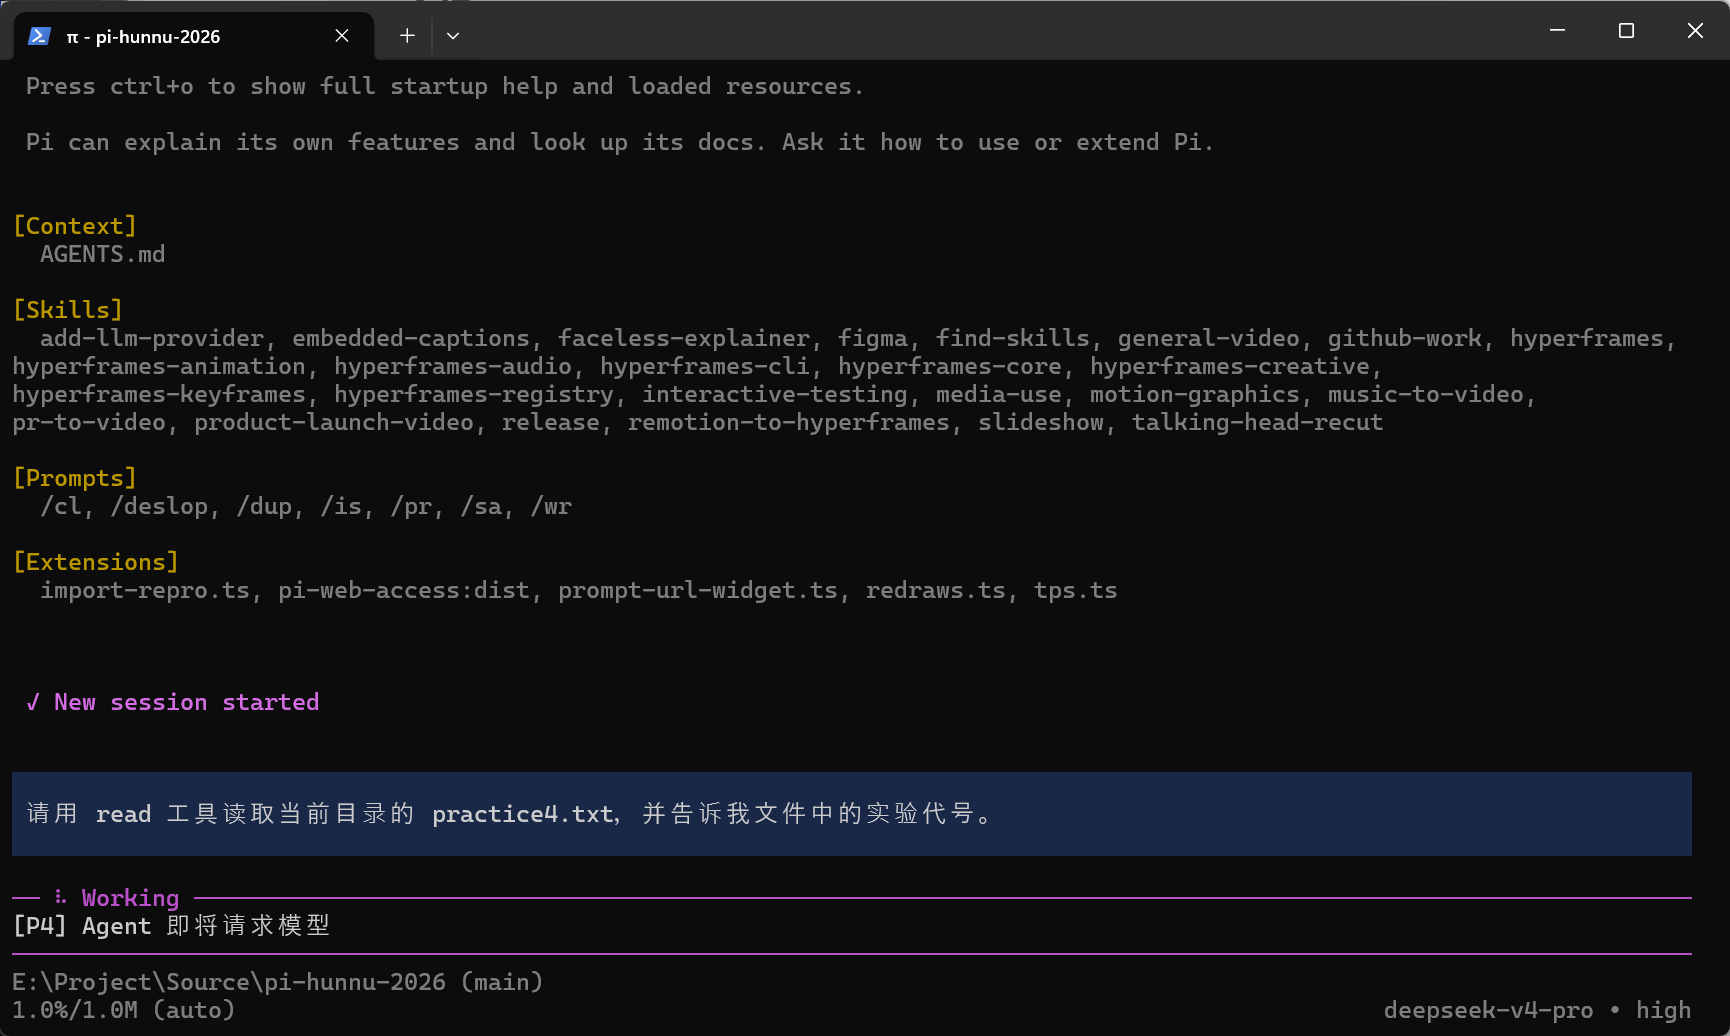 π - pi-hunnu-2026
Press ctrl+o to show full startup help and loaded resources.
Pi can explain its own features and look up its docs. Ask it how to use or extend Pi.
[Context]
AGENTS.md
[Skills]
add-llm-provider, embedded-captions, faceless-explainer, figma, find-skills, general-video, github-work, hyperframes,
hyperframes-animation, hyperframes-audio, hyperframes-cli, hyperframes-core, hyperframes-creative,
hyperframes-keyframes, hyperframes-registry, interactive-testing, media-use, motion-graphics, music-to-video,
pr-to-video, product-launch-video, release, remotion-to-hyperframes, slideshow, talking-head-recut
[Prompts]
/cl, /deslop, /dup, /is, /pr, /sa, /wr
[Extensions]
import-repro.ts, pi-web-access:dist, prompt-url-widget.ts, redraws.ts, tps.ts
✓ New session started
请用 read 工具读取当前目录的 practice4.txt, 并告诉我文件中的实验代号。
Working
[P4] Agent 即将请求模型
E:\Project\Source\pi-hunnu-2026 (main)
1.0%/1.0M (auto)
deepseek-v4-pro • high